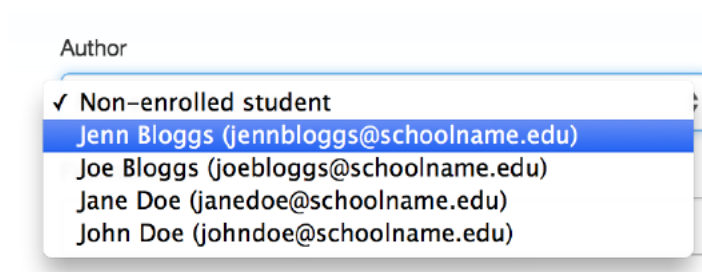 Author
✓ Non-enrolled student
Jenn Bloggs (jennbloggs@schoolname.edu)
Joe Bloggs (joebloggs@schoolname.edu)
Jane Doe (janedoe@schoolname.edu)
John Doe (johndoe@schoolname.edu)